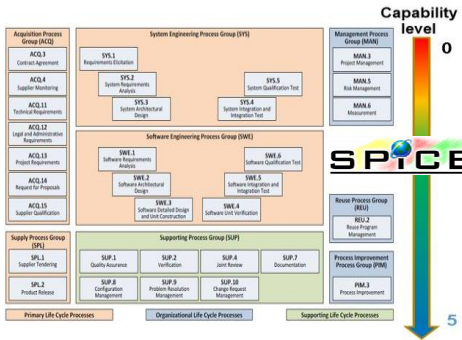 Capability
level
0
Acquisition Process
Group (ACQ)
ACQ.3
Contract Agreement
ACQ.4
Supplier Monitoring
ACQ.11
Technical Requirements
ACQ.12
Legal and Administrative
Requirements
ACQ.13
Project Requirements
ACQ.14
Request for Proposals
ACQ.15
Supplier Qualification
System Engineering Process Group (SYS)
SYS.1
Requirements Elicitation
SYS.2
System Requirements
Analysis
SYS.3
System Architectural
Design
SYS.5
System Qualification Test
SYS.4
System Integration and
Integration Test
Management Process
Group (MAN)
MAN.3
Project Management
MAN.5
Risk Management
MAN.6
Measurement
Software Engineering Process Group (SWE)
SWE.1
Software Requirements
Analysis
SWE.2
Software Architectural
Design
SWE.3
Software Detailed Design
and Unit Construction
SWE.6
Software Qualification Test
SWE.5
Software Integration and
Integration Test
SWE.4
Software Unit Verification
SPiCE
Reuse Process Group
(REU)
REU.2
Reuse Program
Management
Supply Process Group
(SPL)
SPL.1
Supplier Tendering
SPL.2
Product Release
Supporting Process Group (SUP)
SUP.1
Quality Assurance
SUP.2
Verification
SUP.4
Joint Review
SUP.7
Documentation
SUP.8
Configuration
Management
SUP.9
Problem Resolution
Management
SUP.10
Change Request
Management
Process Improvement
Process Group (PIM)
PIM.3
Process Improvement
5
Primary Life Cycle Processes
Organizational Life Cycle Processes
Supporting Life Cycle Processes